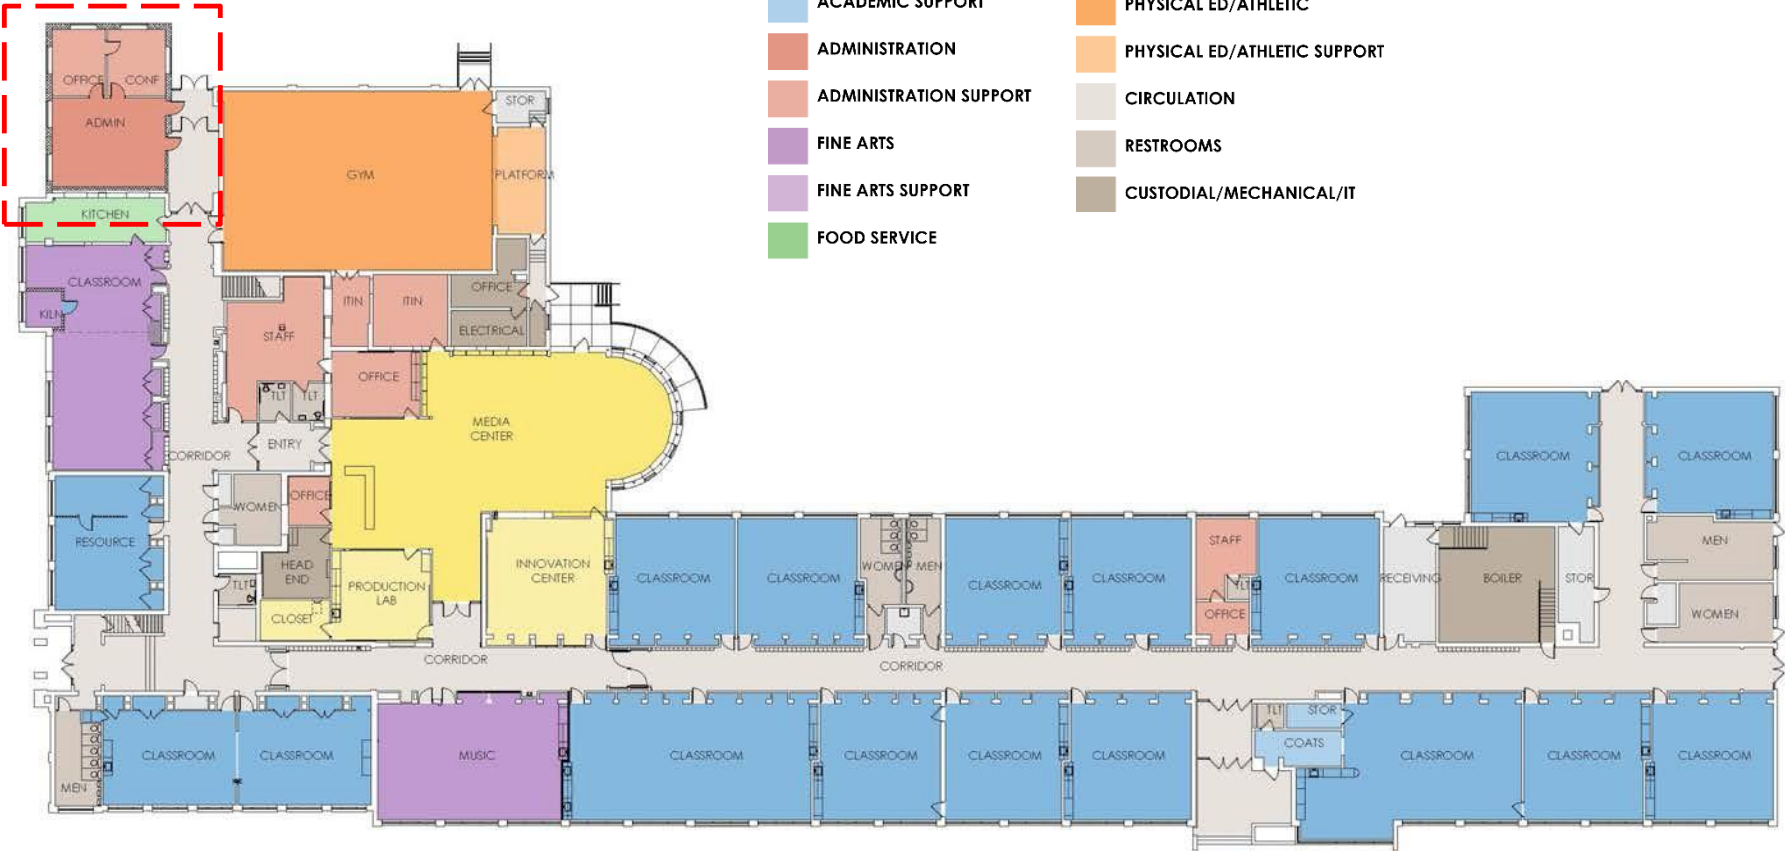 ACADEMIC SUPPORT
ADMINISTRATION
ADMINISTRATION SUPPORT
FINE ARTS
FINE ARTS SUPPORT
FOOD SERVICE
PHYSICAL ED/ATHLETIC
PHYSICAL ED/ATHLETIC SUPPORT
CIRCULATION
RESTROOMS
CUSTODIAL/MECHANICAL/IT
OFFICE
CONF
ADMIN
KITCHEN
CLASSROOM
KILN
GYM
STOR
PLATFORM
ITIN
ITIN
OFFICE
ELECTRICAL
STAFF
TLT
TLT
OFFICE
MEDIA
CENTER
ENTRY
CORRIDOR
WOMEN
OFFICE
RESOURCE
HEAD
END
TLT
CLOSET
PRODUCTION
LAB
INNOVATION
CENTER
CLASSROOM
CLASSROOM
WOMEN
MEN
CLASSROOM
CLASSROOM
STAFF
TLT
OFFICE
CLASSROOM
RECEIVING
BOILER
STOR
CLASSROOM
CLASSROOM
MEN
WOMEN
CORRIDOR
CORRIDOR
MEN
CLASSROOM
CLASSROOM
MUSIC
CLASSROOM
CLASSROOM
CLASSROOM
CLASSROOM
TLT
STOR
COATS
CLASSROOM
CLASSROOM
CLASSROOM